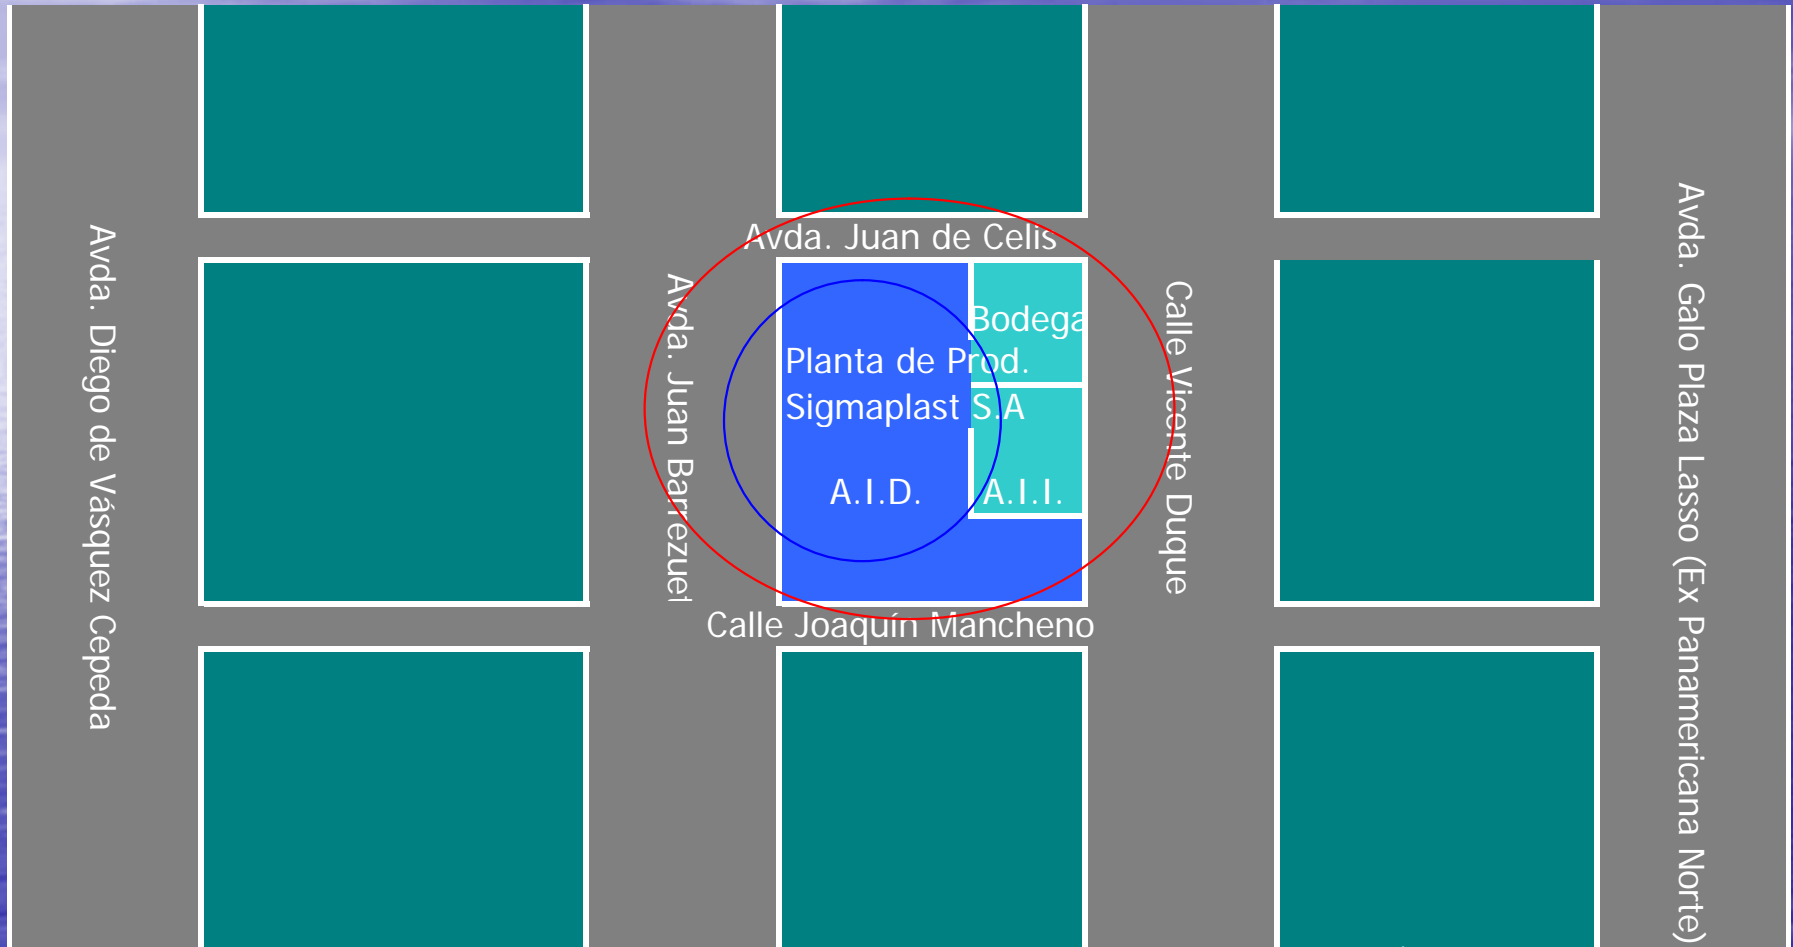 Avda. Juan de Celis
Avda. Diego de Vásquez Cepeda
Avda. Juan Barrezuet
Bodega
Planta de Prod.
Sigmaplast S.A
A.I.D.
A.I.I.
Calle Vicente Duque
Avda. Galo Plaza Lasso (Ex Panamericana Norte)
Calle Joaquín Mancheno